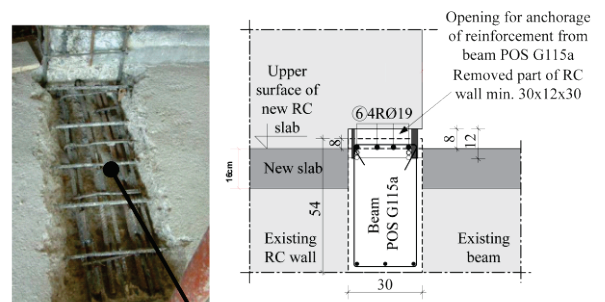 Opening for anchorage
of reinforcement from
beam POS G115a
Removed part of RC
wall min. 30x12x30
Upper
surface of
new RC
slab
⑥4RØ19
8
8
12
16cm
New slab
54
Beam
POS G115a
Existing
RC wall
Existing
beam
30